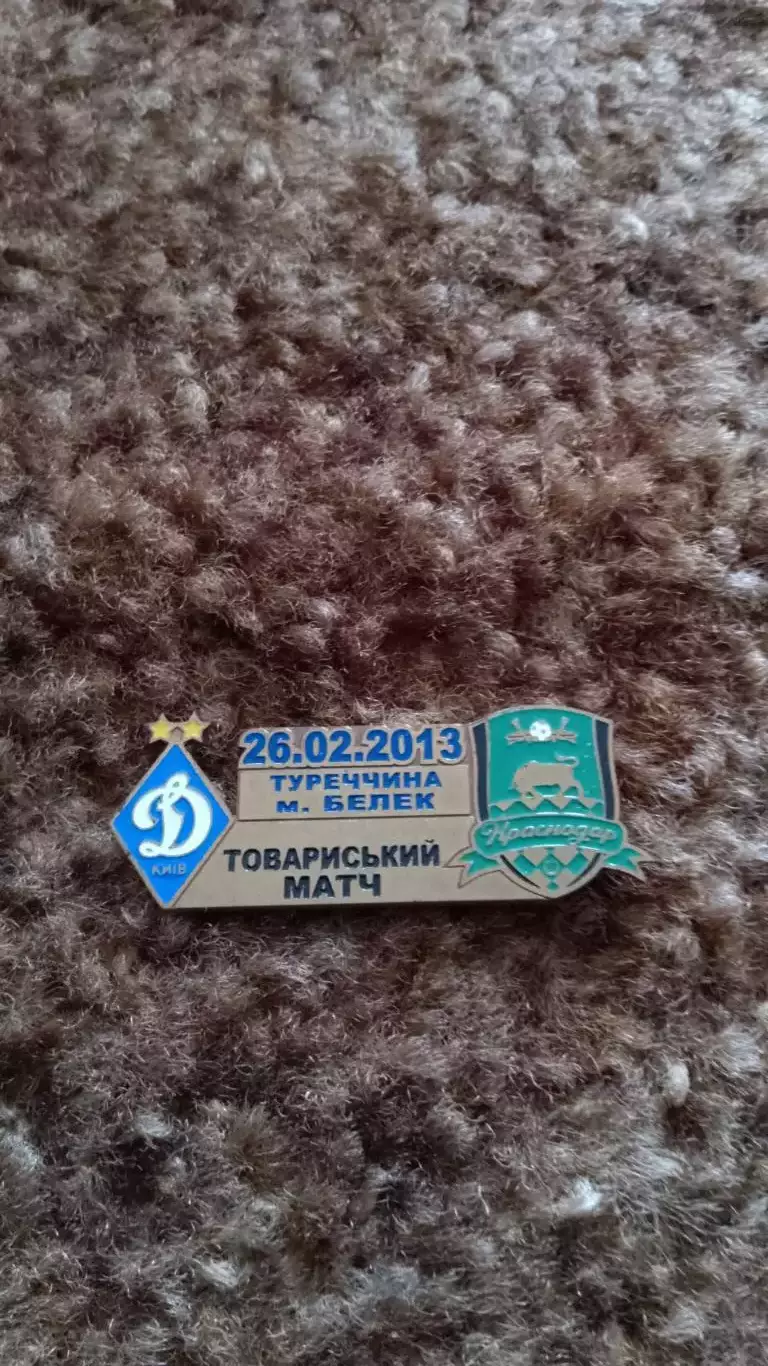 26.02.2013
ТУРЕЧЧИНА
м. БЕЛЕК
ТОВАРИСЬКИЙ
МАТЧ
Д
КИЇВ
Краснодар